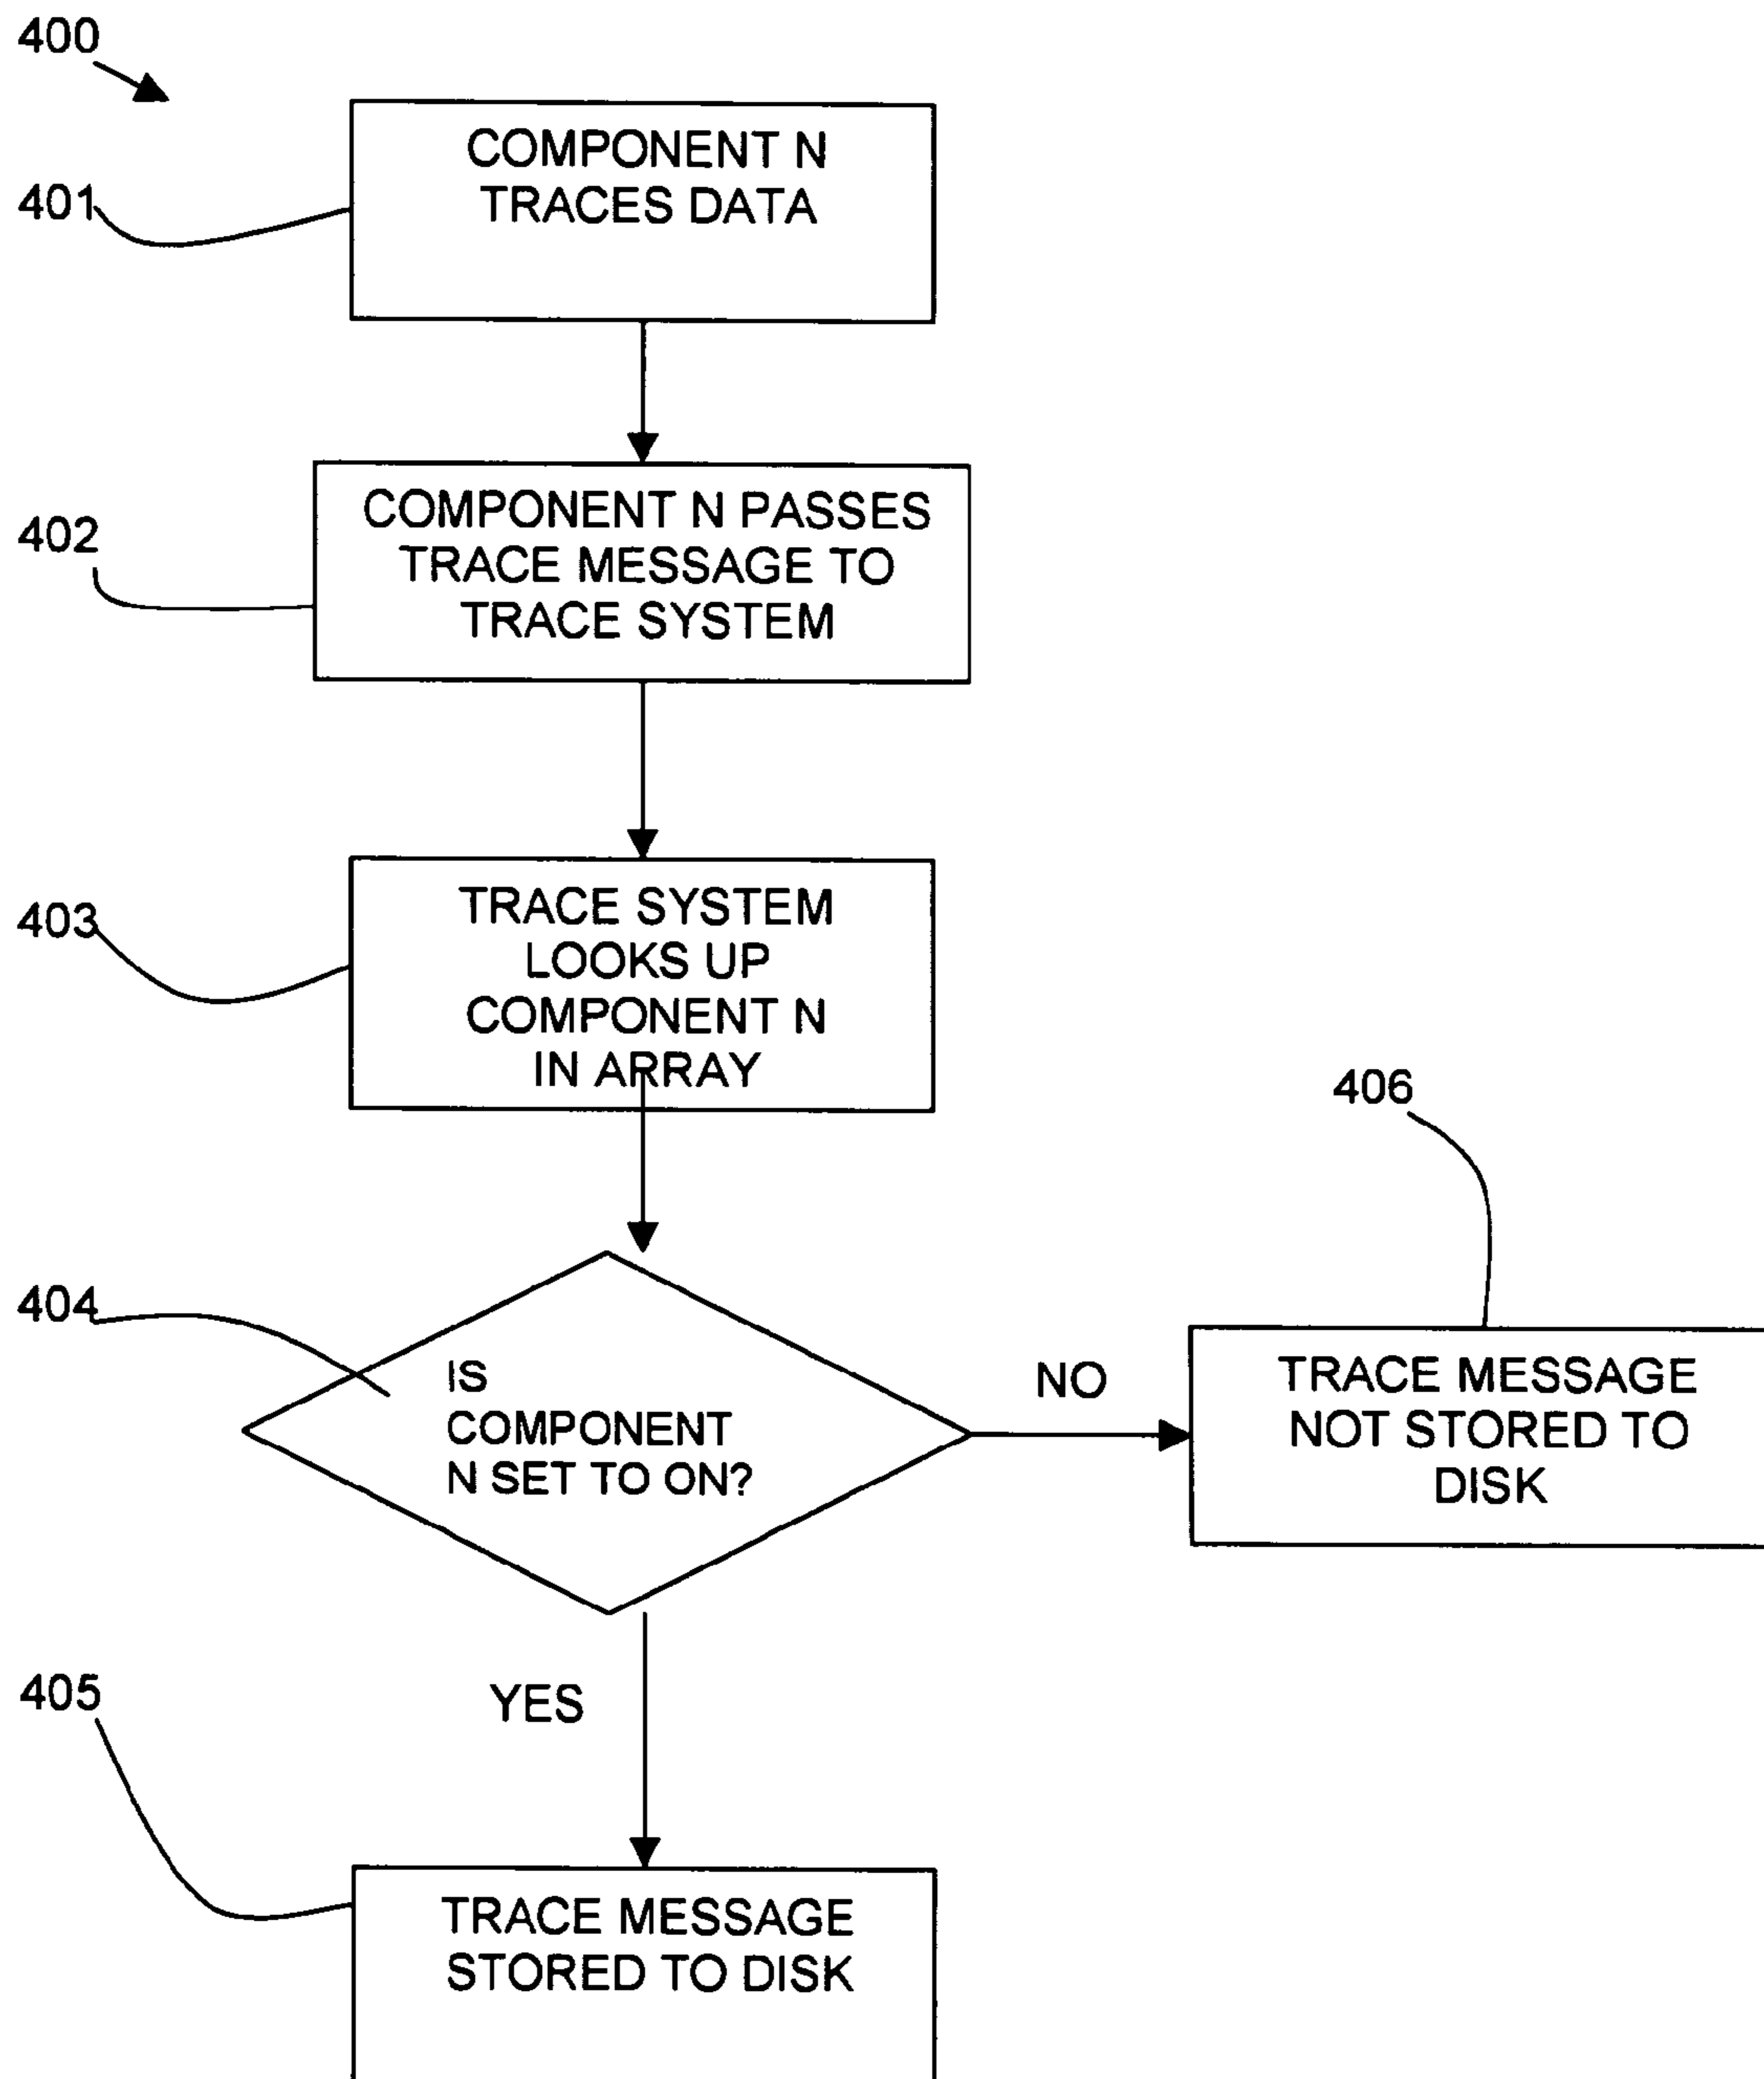 400
COMPONENT N
TRACES DATA
401
COMPONENT N PASSES
TRACE MESSAGE TO
TRACE SYSTEM
402
TRACE SYSTEM
LOOKS UP
COMPONENT N
IN ARRAY
403
406
404
IS
COMPONENT
N SET TO ON?
NO
TRACE MESSAGE
NOT STORED TO
DISK
YES
405
TRACE MESSAGE
STORED TO DISK